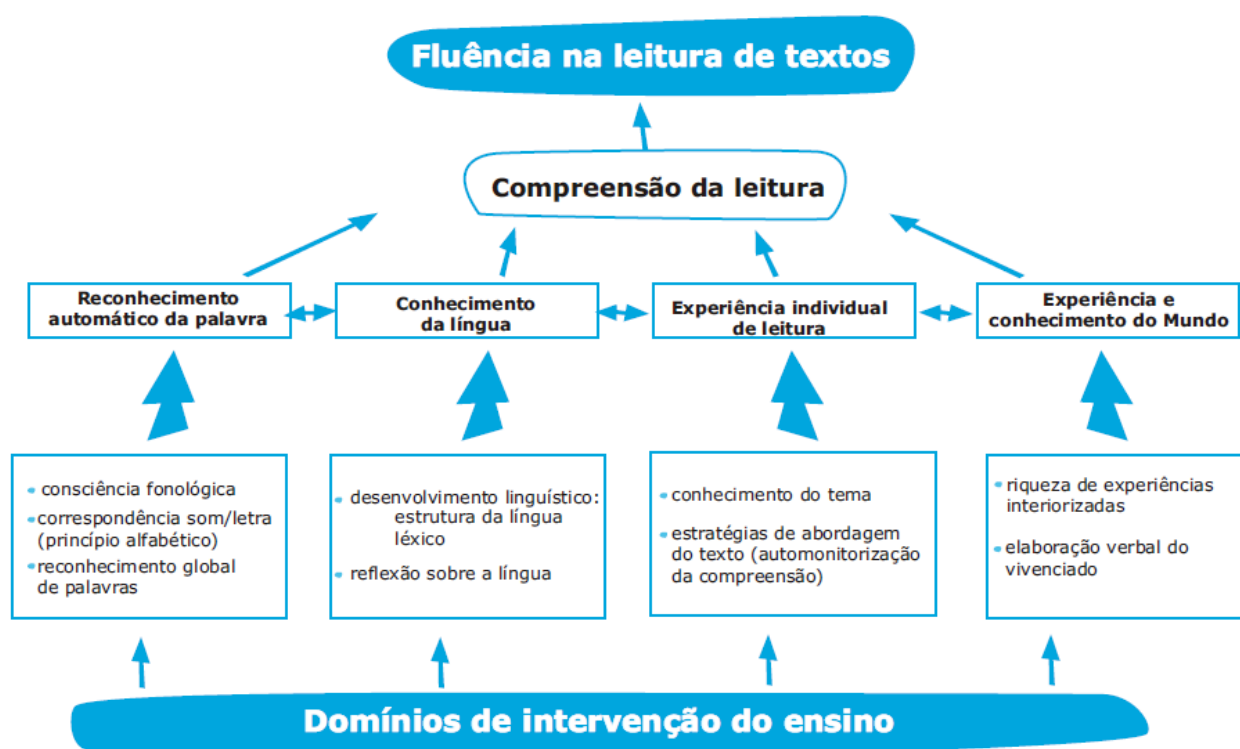 Fluência na leitura de textos
Compreensão da leitura
Reconhecimento
automático da palavra
Conhecimento
da língua
Experiência individual
de leitura
Experiência e
conhecimento do Mundo
• consciência fonológica
• correspondência som/letra
(princípio alfabético)
• reconhecimento global
de palavras
• desenvolvimento linguístico:
estrutura da língua
léxico
• reflexão sobre a língua
• conhecimento do tema
• estratégias de abordagem
do texto (automonitorização
da compreensão)
• riqueza de experiências
interiorizadas
• elaboração verbal do
vivenciado
Domínios de intervenção do ensino